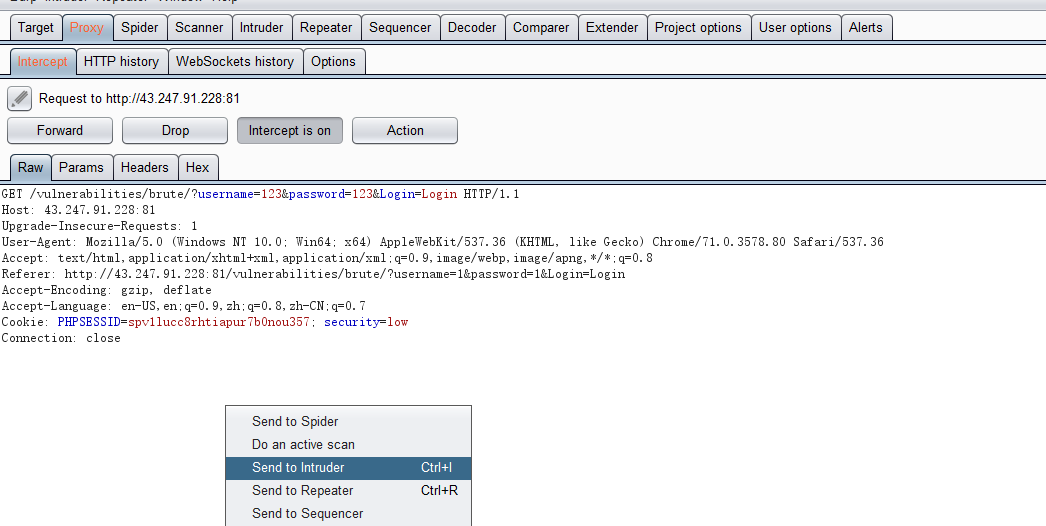 Burp Intruder Repeater Window Help
Target Proxy Spider Scanner Intruder Repeater Sequencer Decoder Comparer Extender Project options User options Alerts
Intercept HTTP history WebSockets history Options
Request to http://43.247.91.228:81
Forward Drop Intercept is on Action
Raw Params Headers Hex
GET /vulnerabilities/brute/?username=123&password=123&Login=Login HTTP/1.1
Host: 43.247.91.228:81
Upgrade-Insecure-Requests: 1
User-Agent: Mozilla/5.0 (Windows NT 10.0; Win64; x64) AppleWebKit/537.36 (KHTML, like Gecko) Chrome/71.0.3578.80 Safari/537.36
Accept: text/html,application/xhtml+xml,application/xml;q=0.9,image/webp,image/apng,*/*;q=0.8
Referer: http://43.247.91.228:81/vulnerabilities/brute/?username=1&password=1&Login=Login
Accept-Encoding: gzip, deflate
Accept-Language: en-US,en;q=0.9,zh;q=0.8,zh-CN;q=0.7
Cookie: PHPSESSID=spv1lucc8rhtiapur7b0nou357; security=low
Connection: close
Send to Spider
Do an active scan
Send to Intruder Ctrl+I
Send to Repeater Ctrl+R
Send to Sequencer